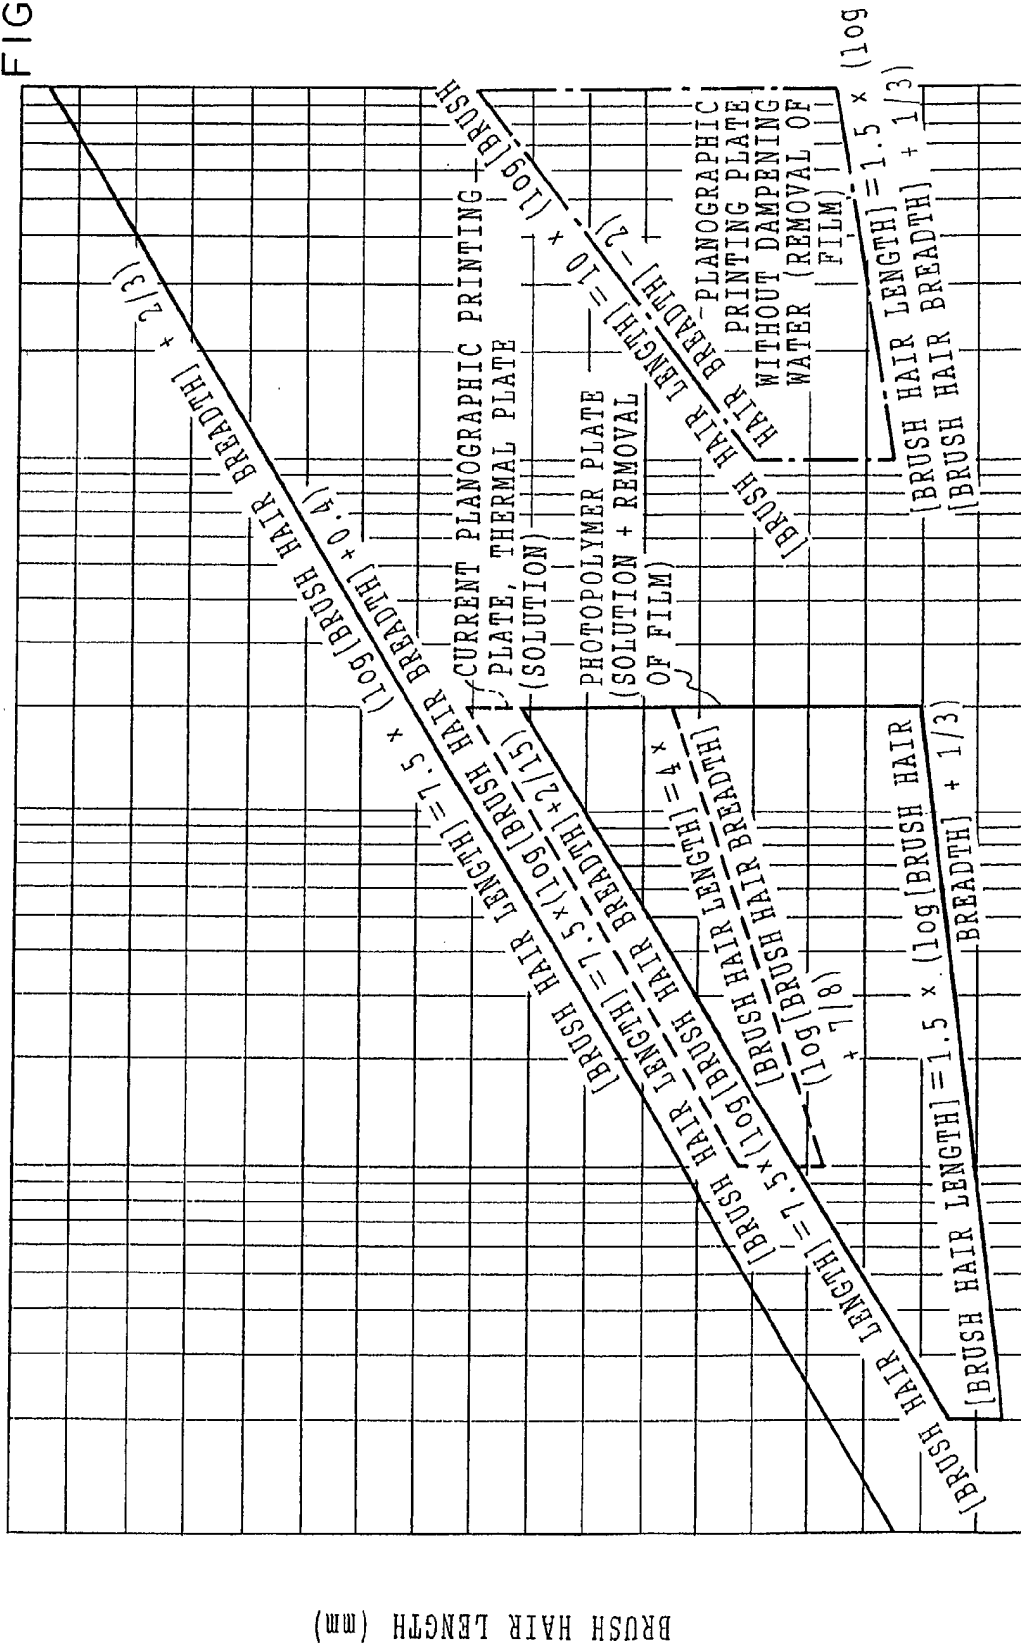 FIG
[BRUSH HAIR LENGTH]=7.5 × (log[BRUSH HAIR BREADTH] + 2/3)
[BRUSH HAIR LENGTH]=7.5×(log[BRUSH HAIR BREADTH]+0.4)
[BRUSH HAIR LENGTH]=7.5×(log[BRUSH HAIR BREADTH]+2/15)
CURRENT PLANOGRAPHIC PRINTING
PLATE, THERMAL PLATE
(SOLUTION)
PHOTOPOLYMER PLATE
(SOLUTION + REMOVAL
OF FILM)
[BRUSH HAIR LENGTH]=4 ×
(log[BRUSH HAIR BREADTH]
+ 7/8)
[BRUSH HAIR BREADTH]
[BRUSH HAIR LENGTH]=1.5 × (log[BRUSH HAIR
BREADTH] + 1/3)
[BRUSH HAIR LENGTH]=10 × (log[BRUSH
HAIR BREADTH]-2)
PLANOGRAPHIC
PRINTING PLATE
WITHOUT DAMPENING
WATER (REMOVAL OF
FILM)
[BRUSH HAIR LENGTH]=1.5 × (log
[BRUSH HAIR BREADTH] + 1/3)
BRUSH HAIR LENGTH (mm)